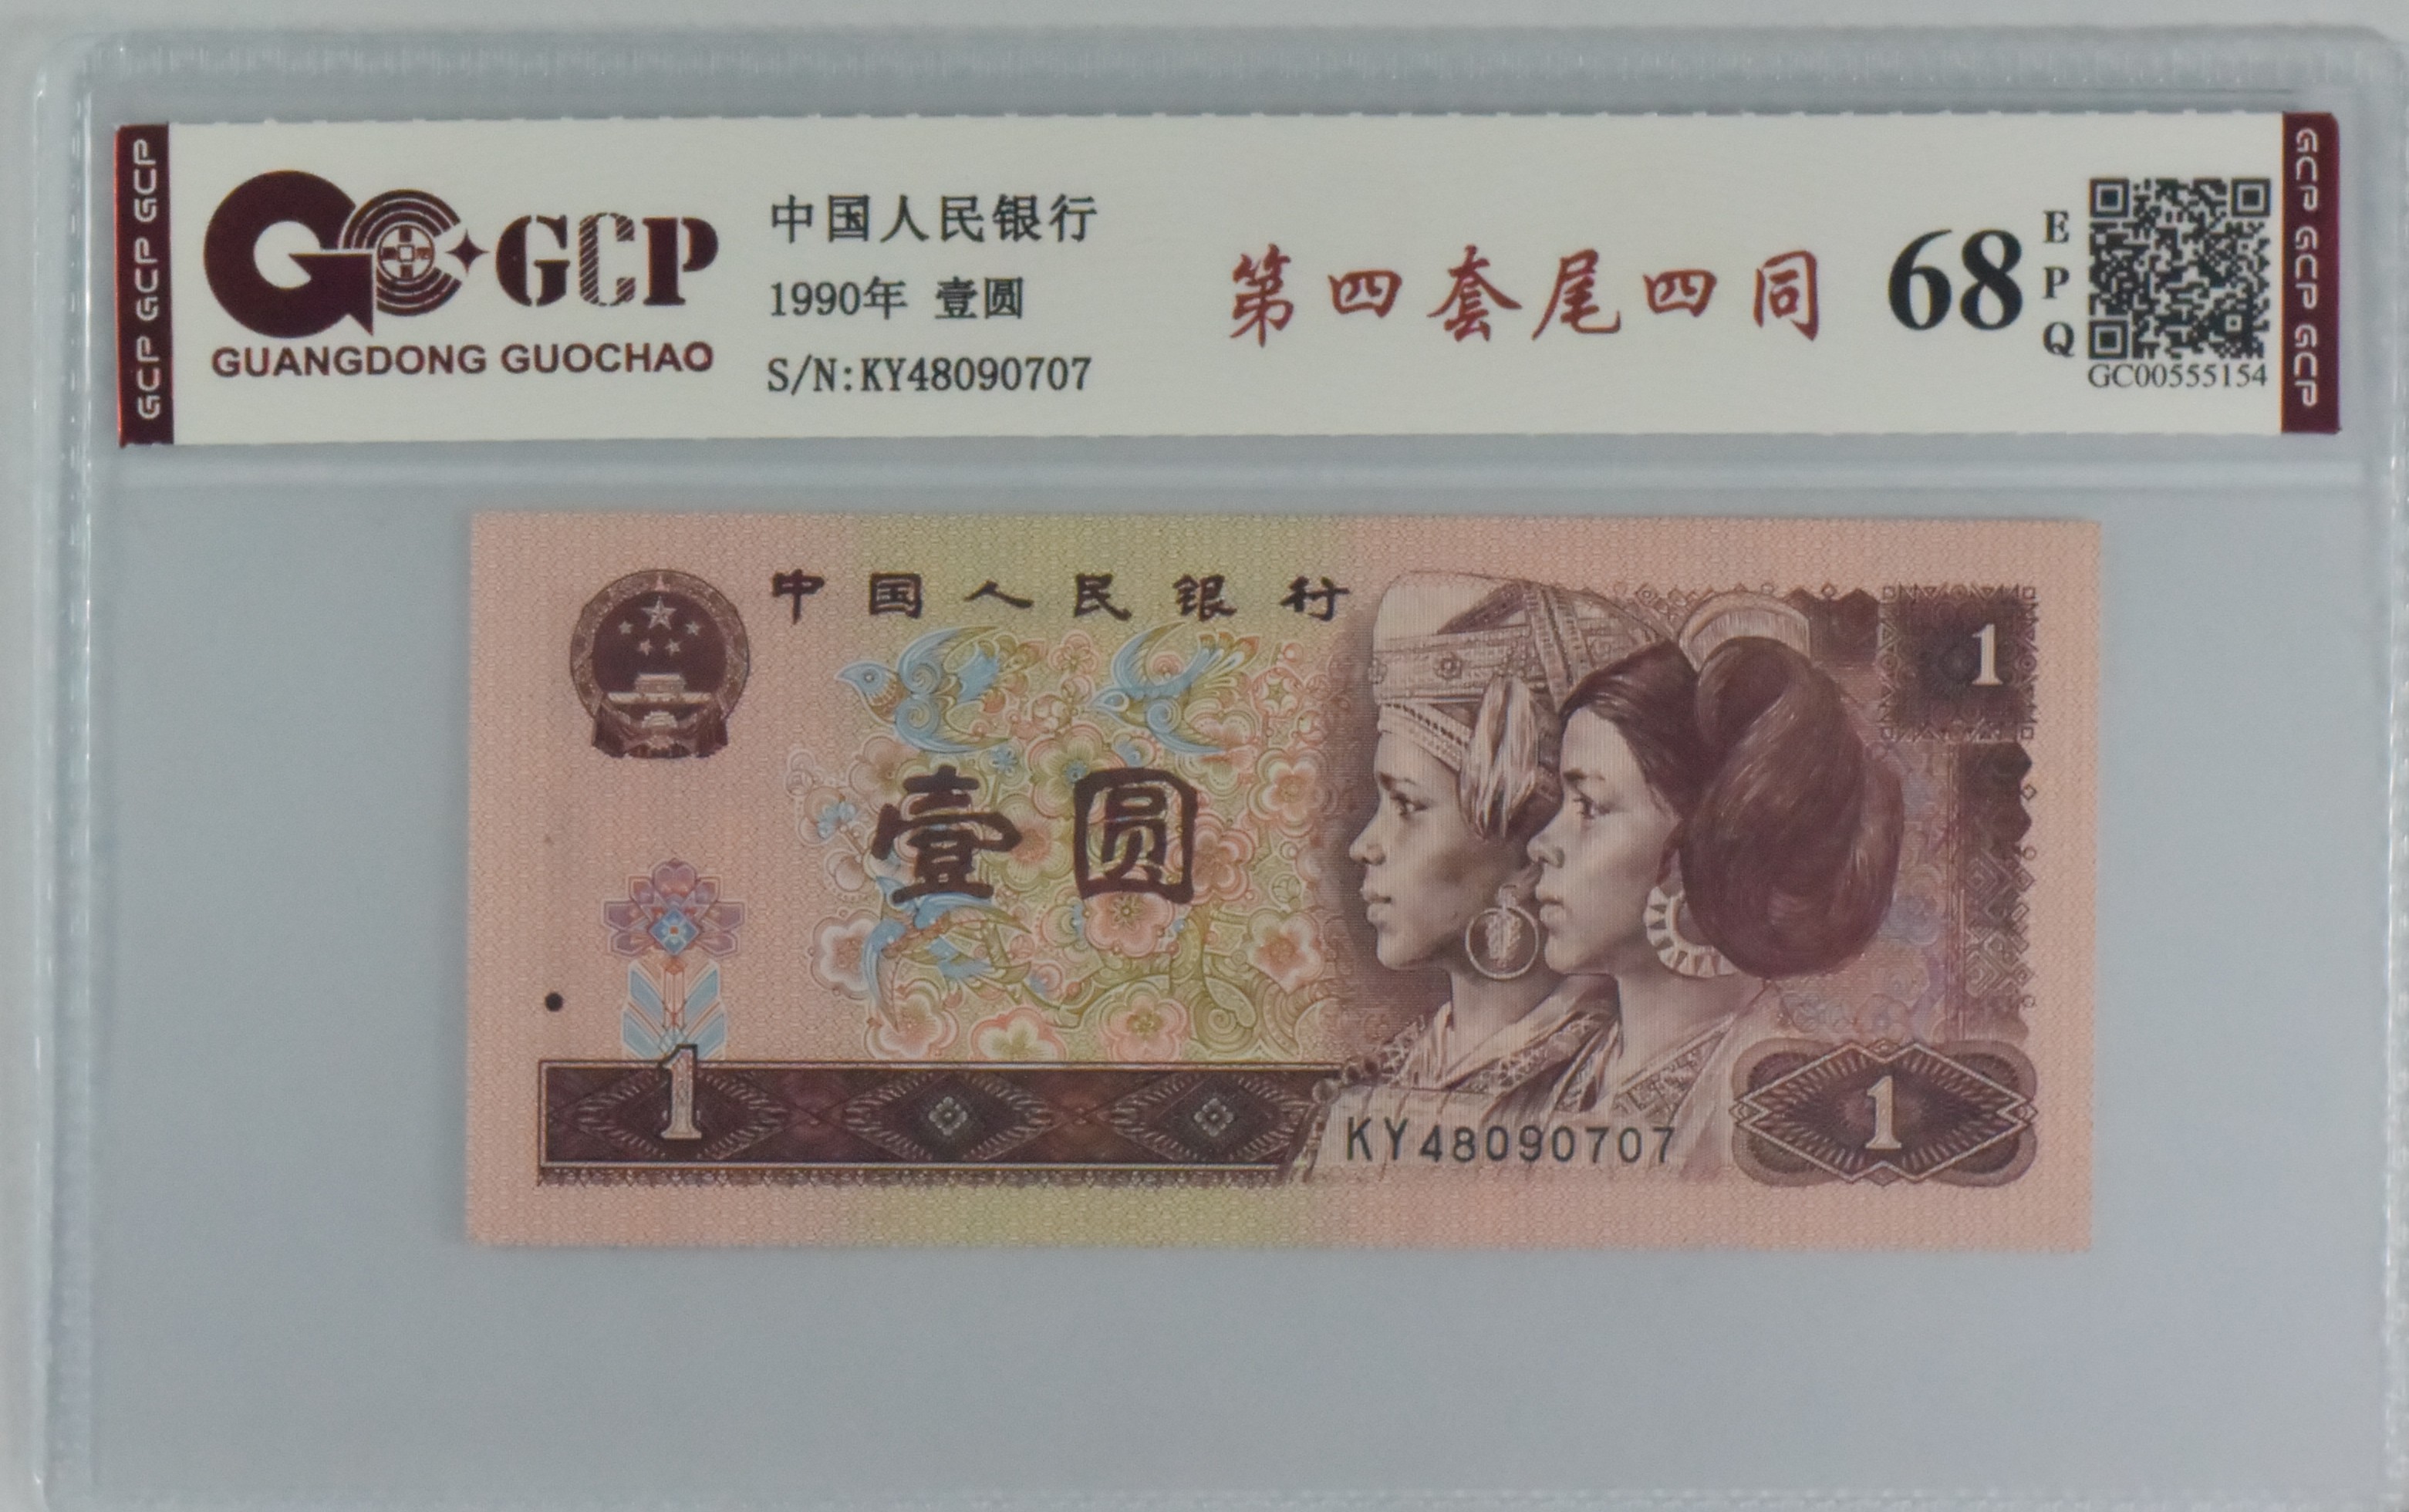 GCP GCP GCP
GCP
GUANGDONG GUOCHAO
中国人民银行
1990年 壹圆
S/N:KY48090707
第四套尾四同
68
EPQ
GC00555154
GCP GCP GCP
中国人民银行
1
壹圆
1
KY48090707
1